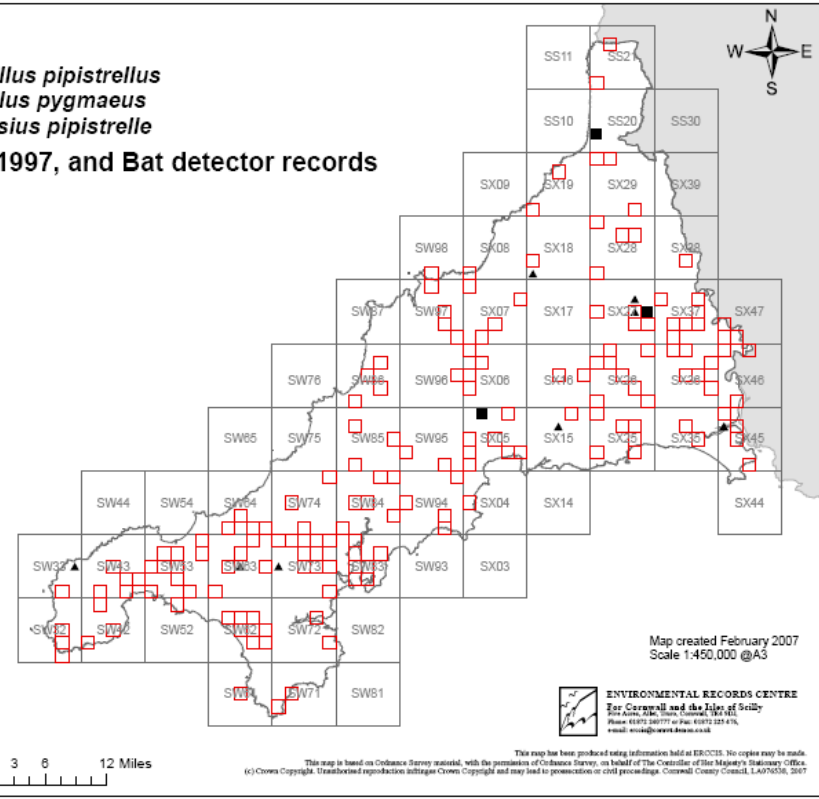 llus pipistrellus
lus pygmaeus
sius pipistrelle
1997, and Bat detector records
N
W E
S
SS11 SS21
SS10 SS20 SS30
SX09 SX19 SX29 SX39
SW98 SX08 SX18 SX28 SX38
SW87 SW97 SX07 SX17 SX27 SX37 SX47
SW76 SW86 SW96 SX06 SX16 SX26 SX36 SX46
SW65 SW75 SW85 SW95 SX05 SX15 SX25 SX35 SX45
SW44 SW54 SW64 SW74 SW84 SW94 SX04 SX14 SX44
SW33 SW43 SW53 SW63 SW73 SW83 SW93 SX03
SW32 SW42 SW52 SW62 SW72 SW82
SW61 SW71 SW81
Map created February 2007
Scale 1:450,000 @A3
ENVIRONMENTAL RECORDS CENTRE
For Cornwall and the Isles of Scilly
Five Acres, Allet, Truro, Cornwall, TR4 9DJ,
3 6 12 Miles
This map has been produced using information held at ERCCIS. No copies may be made.
This map is based on Ordnance Survey material, with the permission of Ordnance Survey, on behalf of The Controller of Her Majesty's Stationary Office.
(c) Crown Copyright. Unauthorised reproduction infringes Crown Copyright and may lead to prosecution or civil proceedings. Cornwall County Council, LA076538, 2007